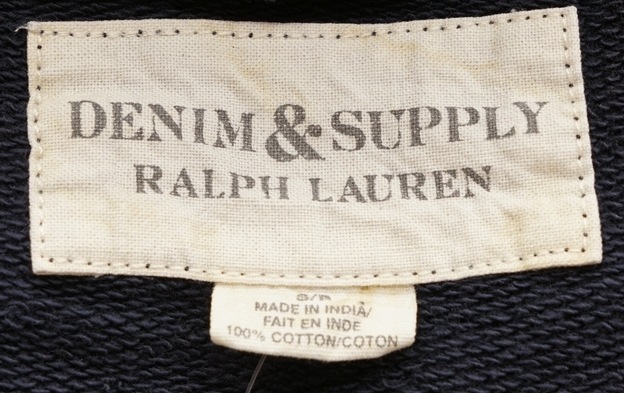 DENIM & SUPPLY
RALPH LAUREN
S/P
MADE IN INDIA/
FAIT EN INDE
100% COTTON/COTON